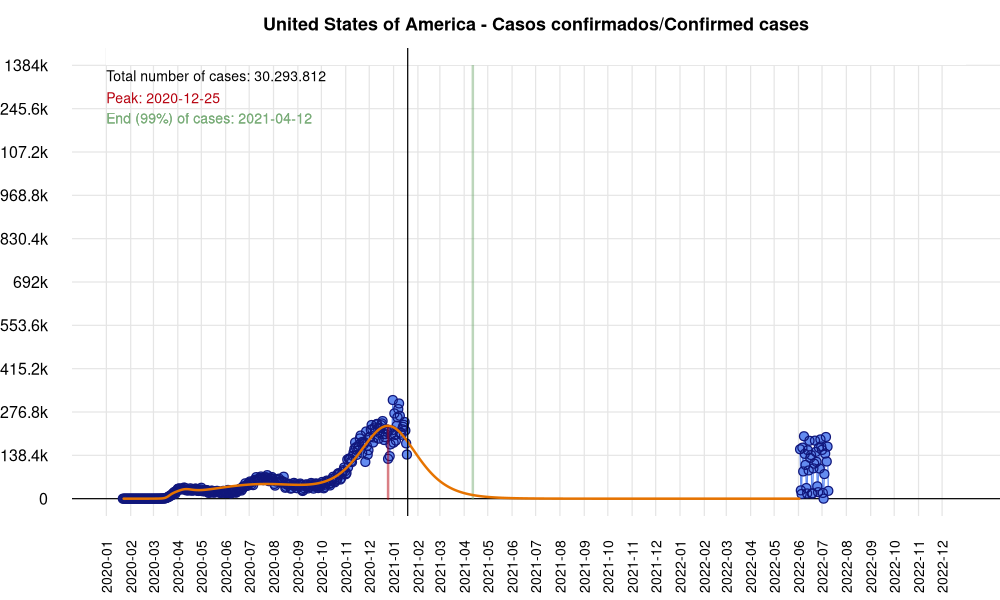 United States of America - Casos confirmados/Confirmed cases
Total number of cases: 30.293.812
Peak: 2020-12-25
End (99%) of cases: 2021-04-12
1384k
245.6k
107.2k
968.8k
830.4k
692k
553.6k
415.2k
276.8k
138.4k
0
2020-01
2020-02
2020-03
2020-04
2020-05
2020-06
2020-07
2020-08
2020-09
2020-10
2020-11
2020-12
2021-01
2021-02
2021-03
2021-04
2021-05
2021-06
2021-07
2021-08
2021-09
2021-10
2021-11
2021-12
2022-01
2022-02
2022-03
2022-04
2022-05
2022-06
2022-07
2022-08
2022-09
2022-10
2022-11
2022-12